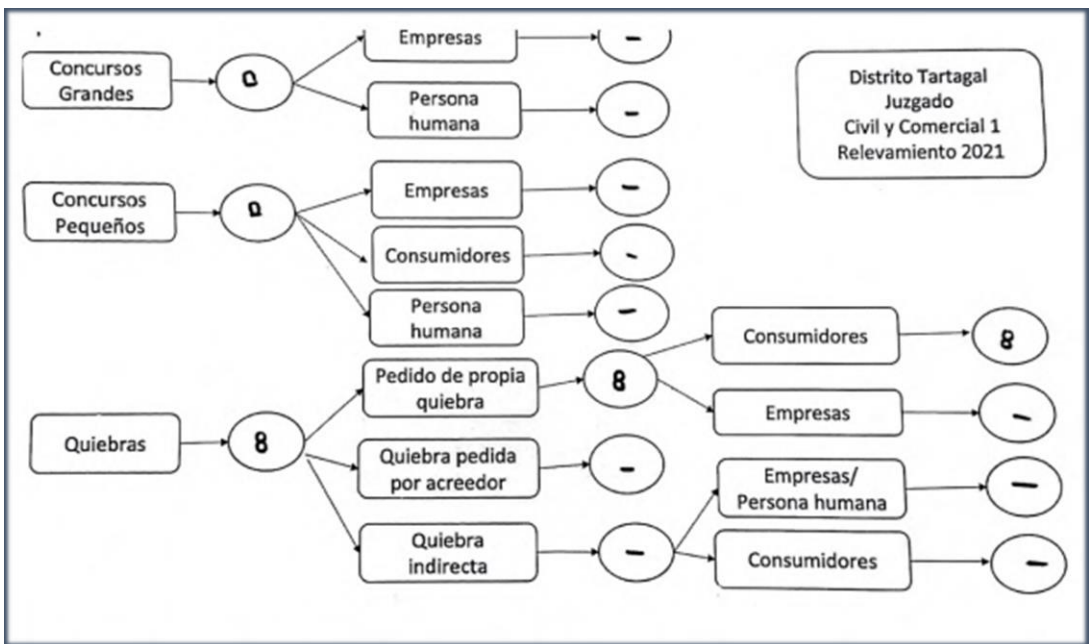 Empresas
-
Concursos
Grandes
0
Persona
humana
-
Distrito Tartagal
Juzgado
Civil y Comercial 1
Relevamiento 2021
Concursos
Pequeños
0
Empresas
-
Consumidores
-
Persona
humana
-
Quiebras
8
Pedido de propia
quiebra
8
Consumidores
8
Empresas
-
Quiebra pedida
por acreedor
-
Quiebra
indirecta
-
Empresas/
Persona humana
-
Consumidores
-